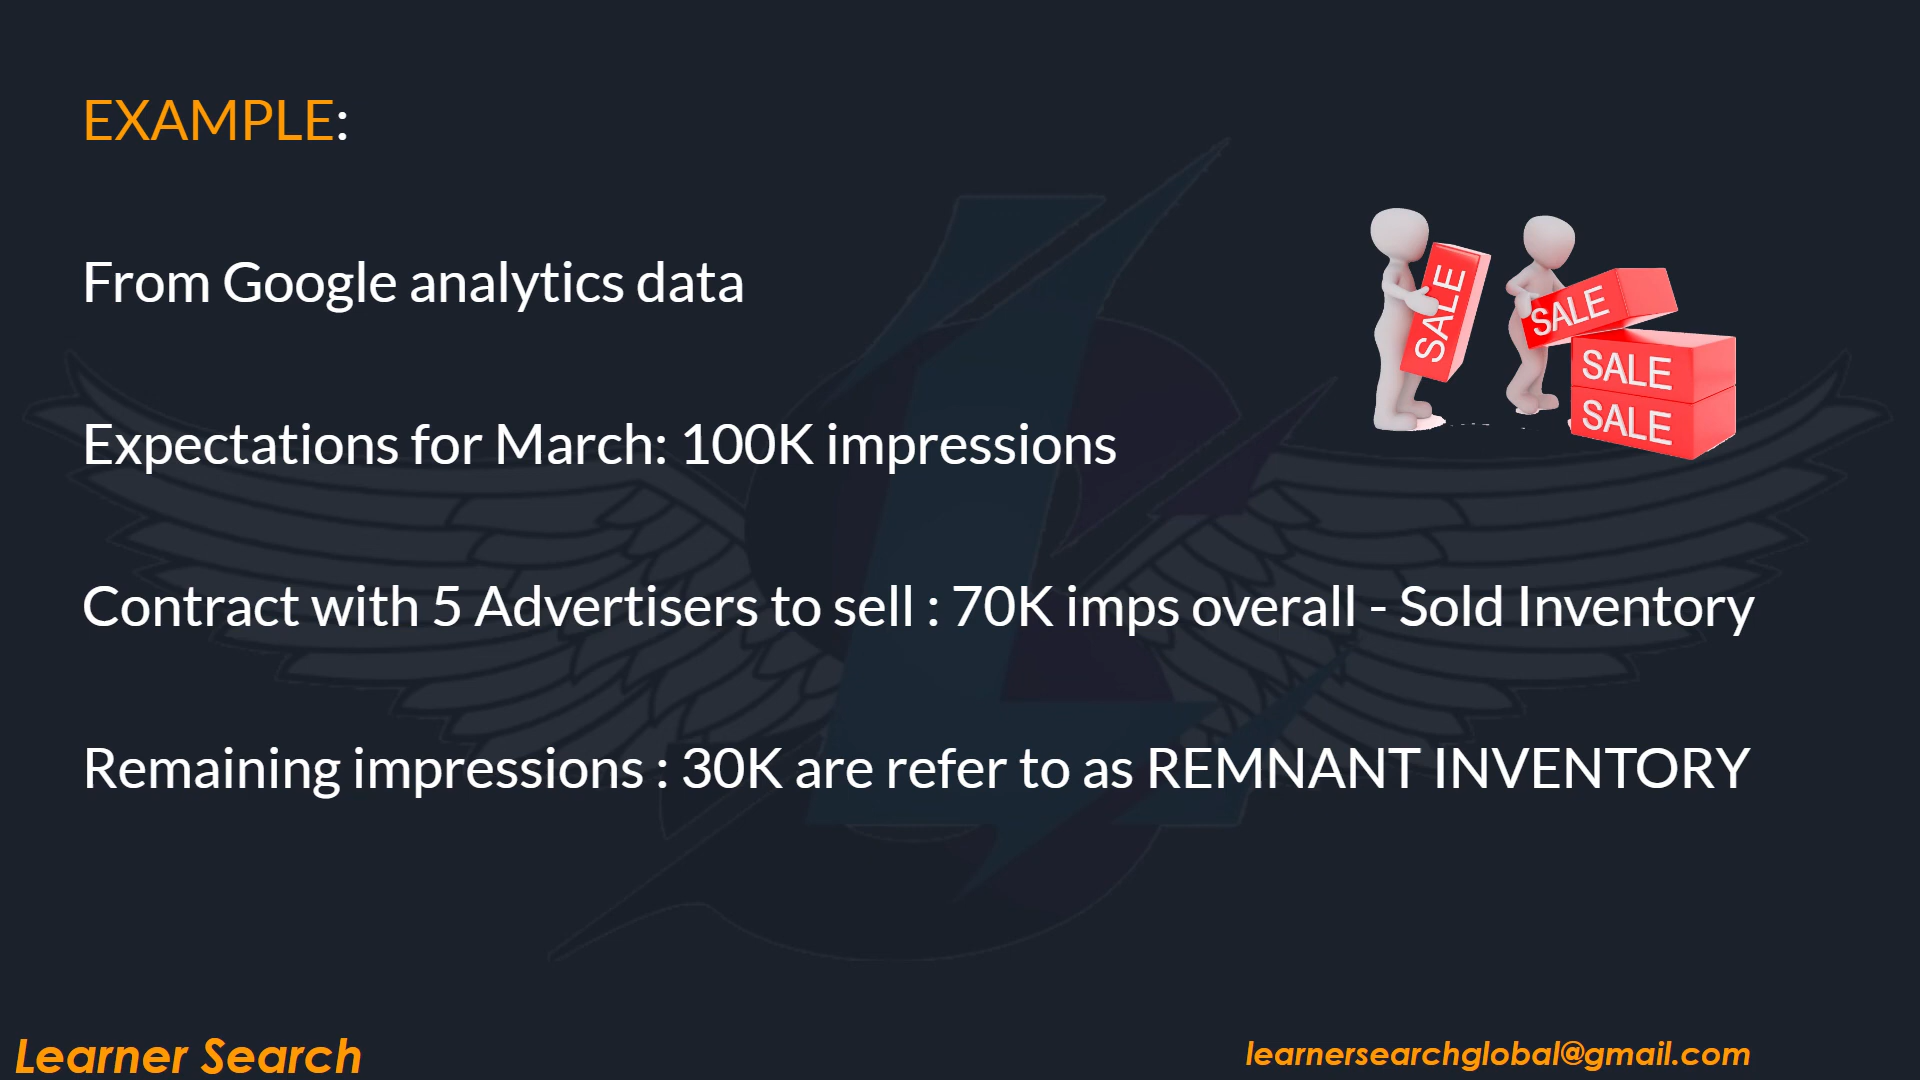 EXAMPLE:
From Google analytics data
Expectations for March: 100K impressions
Contract with 5 Advertisers to sell : 70K imps overall - Sold Inventory
Remaining impressions : 30K are refer to as REMNANT INVENTORY
SALE
SALE
SALE
SALE
Learner Search
learnersearchglobal@gmail.com